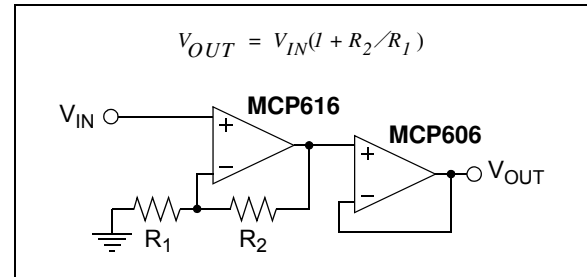 V_OUT = V_IN(1 + R_2/R_1)
MCP616
MCP606
V_IN
+
−
+
−
V_OUT
R_1
R_2